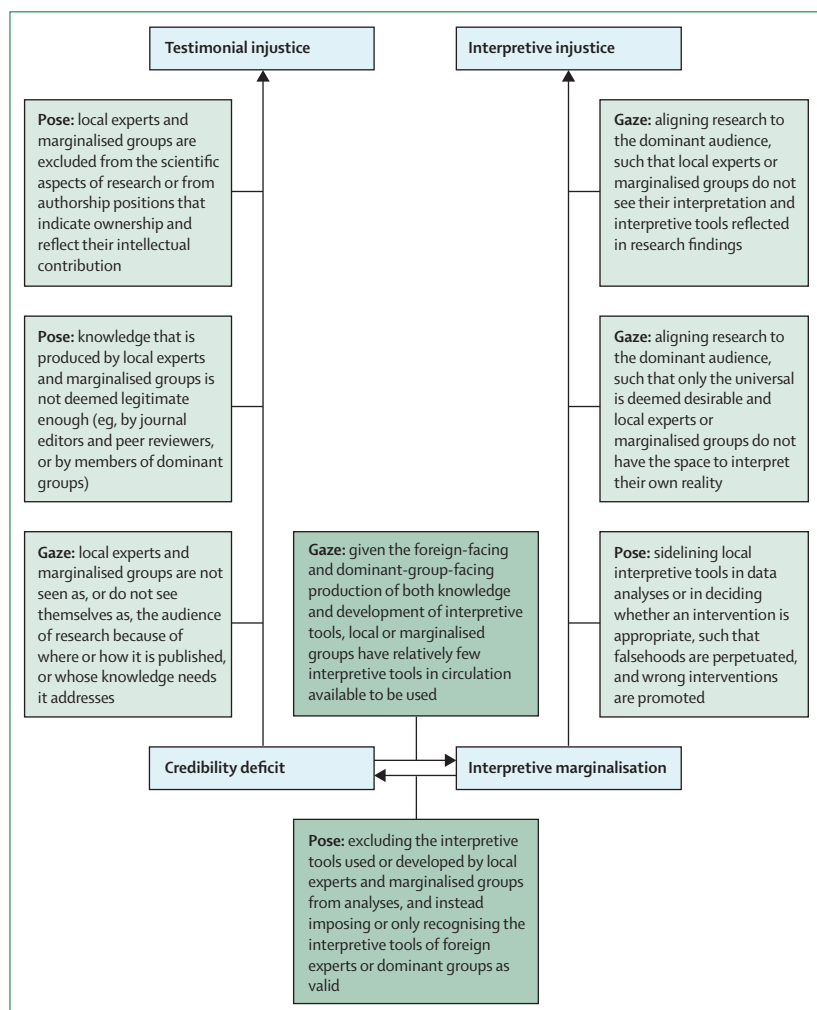 Testimonial injustice
Interpretive injustice
Pose: local experts and
marginalised groups are
excluded from the scientific
aspects of research or from
authorship positions that
indicate ownership and
reflect their intellectual
contribution
Gaze: aligning research to
the dominant audience,
such that local experts or
marginalised groups do not
see their interpretation and
interpretive tools reflected
in research findings
Pose: knowledge that is
produced by local experts
and marginalised groups is
not deemed legitimate
enough (eg, by journal
editors and peer reviewers,
or by members of dominant
groups)
Gaze: aligning research to
the dominant audience,
such that only the universal
is deemed desirable and
local experts or
marginalised groups do not
have the space to interpret
their own reality
Gaze: local experts and
marginalised groups are not
seen as, or do not see
themselves as, the audience
of research because of
where or how it is published,
or whose knowledge needs
it addresses
Gaze: given the foreign-facing
and dominant-group-facing
production of both knowledge
and development of interpretive
tools, local or marginalised
groups have relatively few
interpretive tools in circulation
available to be used
Pose: sidelining local
interpretive tools in data
analyses or in deciding
whether an intervention is
appropriate, such that
falsehoods are perpetuated,
and wrong interventions
are promoted
Credibility deficit
Interpretive marginalisation
Pose: excluding the interpretive
tools used or developed by local
experts and marginalised groups
from analyses, and instead
imposing or only recognising the
interpretive tools of foreign
experts or dominant groups as
valid